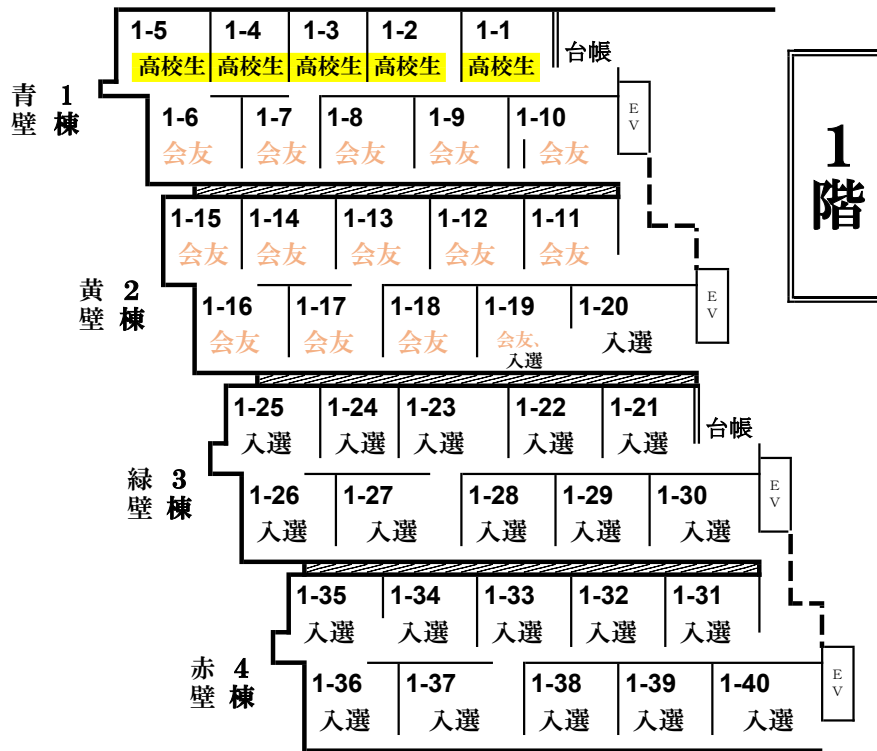 1-5 1-4 1-3 1-2 1-1
高校生 高校生 高校生 高校生 高校生
台帳
青壁 1棟
EV
1-6 1-7 1-8 1-9 1-10
会友 会友 会友 会友 会友
1階
1-15 1-14 1-13 1-12 1-11
会友 会友 会友 会友 会友
黄壁 2棟
EV
1-16 1-17 1-18 1-19 1-20
会友 会友 会友 会友、 入選
入選
1-25 1-24 1-23 1-22 1-21
入選 入選 入選 入選 入選
台帳
緑壁 3棟
EV
1-26 1-27 1-28 1-29 1-30
入選 入選 入選 入選 入選
1-35 1-34 1-33 1-32 1-31
入選 入選 入選 入選 入選
赤壁 4棟
EV
1-36 1-37 1-38 1-39 1-40
入選 入選 入選 入選 入選